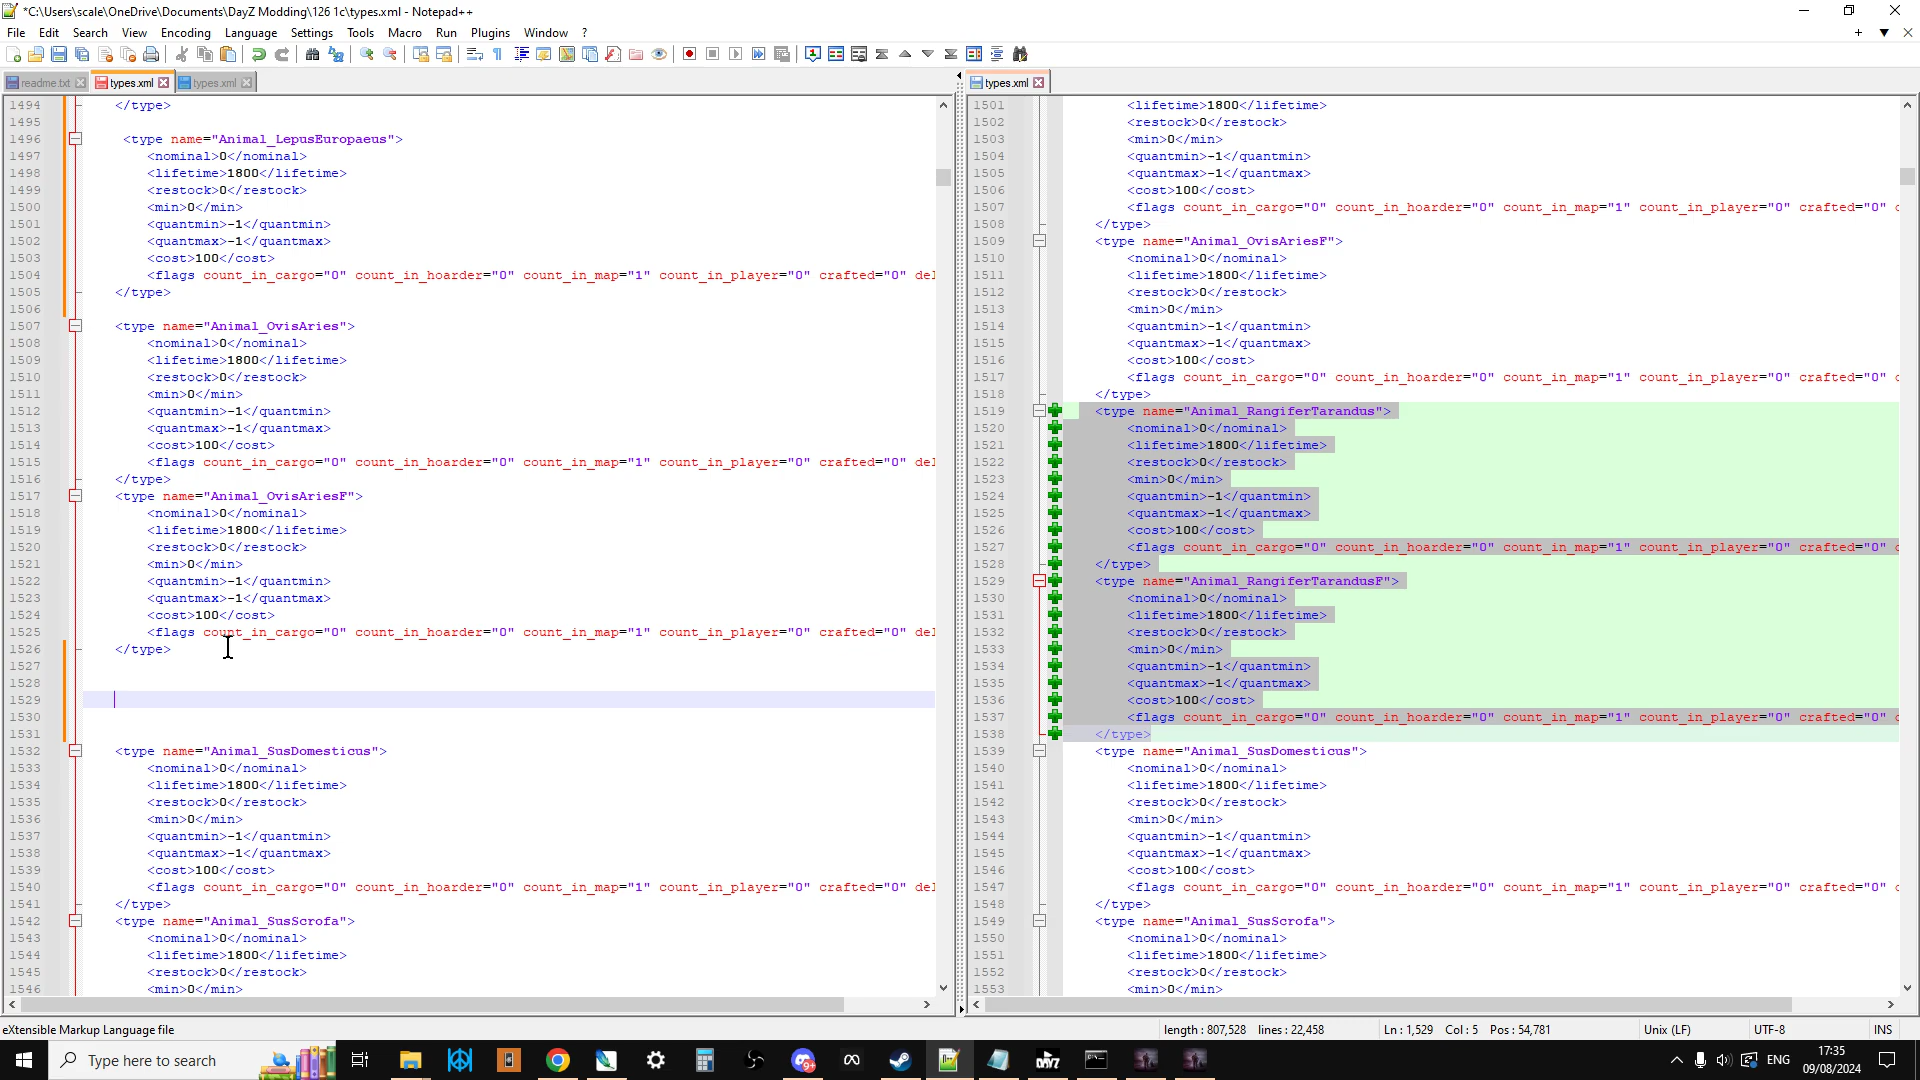 *C:\Users\scale\OneDrive\Documents\DayZ Modding\126 1c\types.xml - Notepad++
File Edit Search View Encoding Language Settings Tools Macro Run Plugins Window ?
readme.txt types.xml types.xml
types.xml
1494 </type>
1495
1496 <type name="Animal_LepusEuropaeus">
1497 <nominal>0</nominal>
1498 <lifetime>1800</lifetime>
1499 <restock>0</restock>
1500 <min>0</min>
1501 <quantmin>-1</quantmin>
1502 <quantmax>-1</quantmax>
1503 <cost>100</cost>
1504 <flags count_in_cargo="0" count_in_hoarder="0" count_in_map="1" count_in_player="0" crafted="0" del
1505 </type>
1506
1507 <type name="Animal_OvisAries">
1508 <nominal>0</nominal>
1509 <lifetime>1800</lifetime>
1510 <restock>0</restock>
1511 <min>0</min>
1512 <quantmin>-1</quantmin>
1513 <quantmax>-1</quantmax>
1514 <cost>100</cost>
1515 <flags count_in_cargo="0" count_in_hoarder="0" count_in_map="1" count_in_player="0" crafted="0" del
1516 </type>
1517 <type name="Animal_OvisAriesF">
1518 <nominal>0</nominal>
1519 <lifetime>1800</lifetime>
1520 <restock>0</restock>
1521 <min>0</min>
1522 <quantmin>-1</quantmin>
1523 <quantmax>-1</quantmax>
1524 <cost>100</cost>
1525 <flags count_in_cargo="0" count_in_hoarder="0" count_in_map="1" count_in_player="0" crafted="0" del
1526 </type>
1527
1528
1529
1530
1531
1532 <type name="Animal_SusDomesticus">
1533 <nominal>0</nominal>
1534 <lifetime>1800</lifetime>
1535 <restock>0</restock>
1536 <min>0</min>
1537 <quantmin>-1</quantmin>
1538 <quantmax>-1</quantmax>
1539 <cost>100</cost>
1540 <flags count_in_cargo="0" count_in_hoarder="0" count_in_map="1" count_in_player="0" crafted="0" del
1541 </type>
1542 <type name="Animal_SusScrofa">
1543 <nominal>0</nominal>
1544 <lifetime>1800</lifetime>
1545 <restock>0</restock>
1546 <min>0</min>
1501 <lifetime>1800</lifetime>
1502 <restock>0</restock>
1503 <min>0</min>
1504 <quantmin>-1</quantmin>
1505 <quantmax>-1</quantmax>
1506 <cost>100</cost>
1507 <flags count_in_cargo="0" count_in_hoarder="0" count_in_map="1" count_in_player="0" crafted="0" c
1508 </type>
1509 <type name="Animal_OvisAriesF">
1510 <nominal>0</nominal>
1511 <lifetime>1800</lifetime>
1512 <restock>0</restock>
1513 <min>0</min>
1514 <quantmin>-1</quantmin>
1515 <quantmax>-1</quantmax>
1516 <cost>100</cost>
1517 <flags count_in_cargo="0" count_in_hoarder="0" count_in_map="1" count_in_player="0" crafted="0" c
1518 </type>
1519 <type name="Animal_RangiferTarandus">
1520 <nominal>0</nominal>
1521 <lifetime>1800</lifetime>
1522 <restock>0</restock>
1523 <min>0</min>
1524 <quantmin>-1</quantmin>
1525 <quantmax>-1</quantmax>
1526 <cost>100</cost>
1527 <flags count_in_cargo="0" count_in_hoarder="0" count_in_map="1" count_in_player="0" crafted="0" c
1528 </type>
1529 <type name="Animal_RangiferTarandusF">
1530 <nominal>0</nominal>
1531 <lifetime>1800</lifetime>
1532 <restock>0</restock>
1533 <min>0</min>
1534 <quantmin>-1</quantmin>
1535 <quantmax>-1</quantmax>
1536 <cost>100</cost>
1537 <flags count_in_cargo="0" count_in_hoarder="0" count_in_map="1" count_in_player="0" crafted="0" c
1538 </type>
1539 <type name="Animal_SusDomesticus">
1540 <nominal>0</nominal>
1541 <lifetime>1800</lifetime>
1542 <restock>0</restock>
1543 <min>0</min>
1544 <quantmin>-1</quantmin>
1545 <quantmax>-1</quantmax>
1546 <cost>100</cost>
1547 <flags count_in_cargo="0" count_in_hoarder="0" count_in_map="1" count_in_player="0" crafted="0" c
1548 </type>
1549 <type name="Animal_SusScrofa">
1550 <nominal>0</nominal>
1551 <lifetime>1800</lifetime>
1552 <restock>0</restock>
1553 <min>0</min>
eXtensible Markup Language file length : 807,528 lines : 22,458 Ln : 1,529 Col : 5 Pos : 54,781 Unix (LF) UTF-8 INS
Type here to search
DAYZ
ENG
17:35
09/08/2024